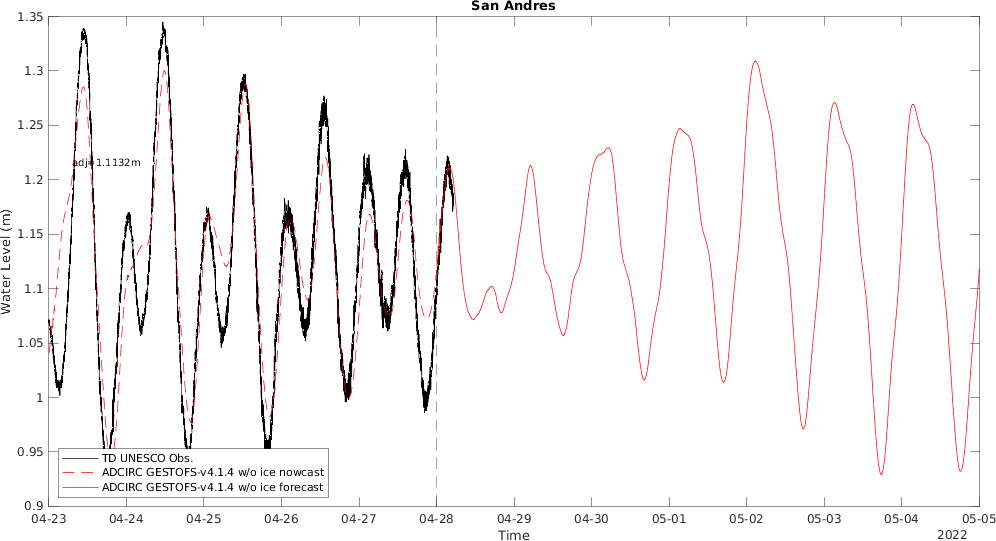 San Andres
1.35
1.3
1.25
1.2
1.15
1.1
1.05
1
0.95
0.9
Water Level (m)
adj=1.1132m
TD UNESCO Obs.
ADCIRC GESTOFS-v4.1.4 w/o ice nowcast
ADCIRC GESTOFS-v4.1.4 w/o ice forecast
04-23 04-24 04-25 04-26 04-27 04-28 04-29 04-30 05-01 05-02 05-03 05-04 05-05
Time
2022